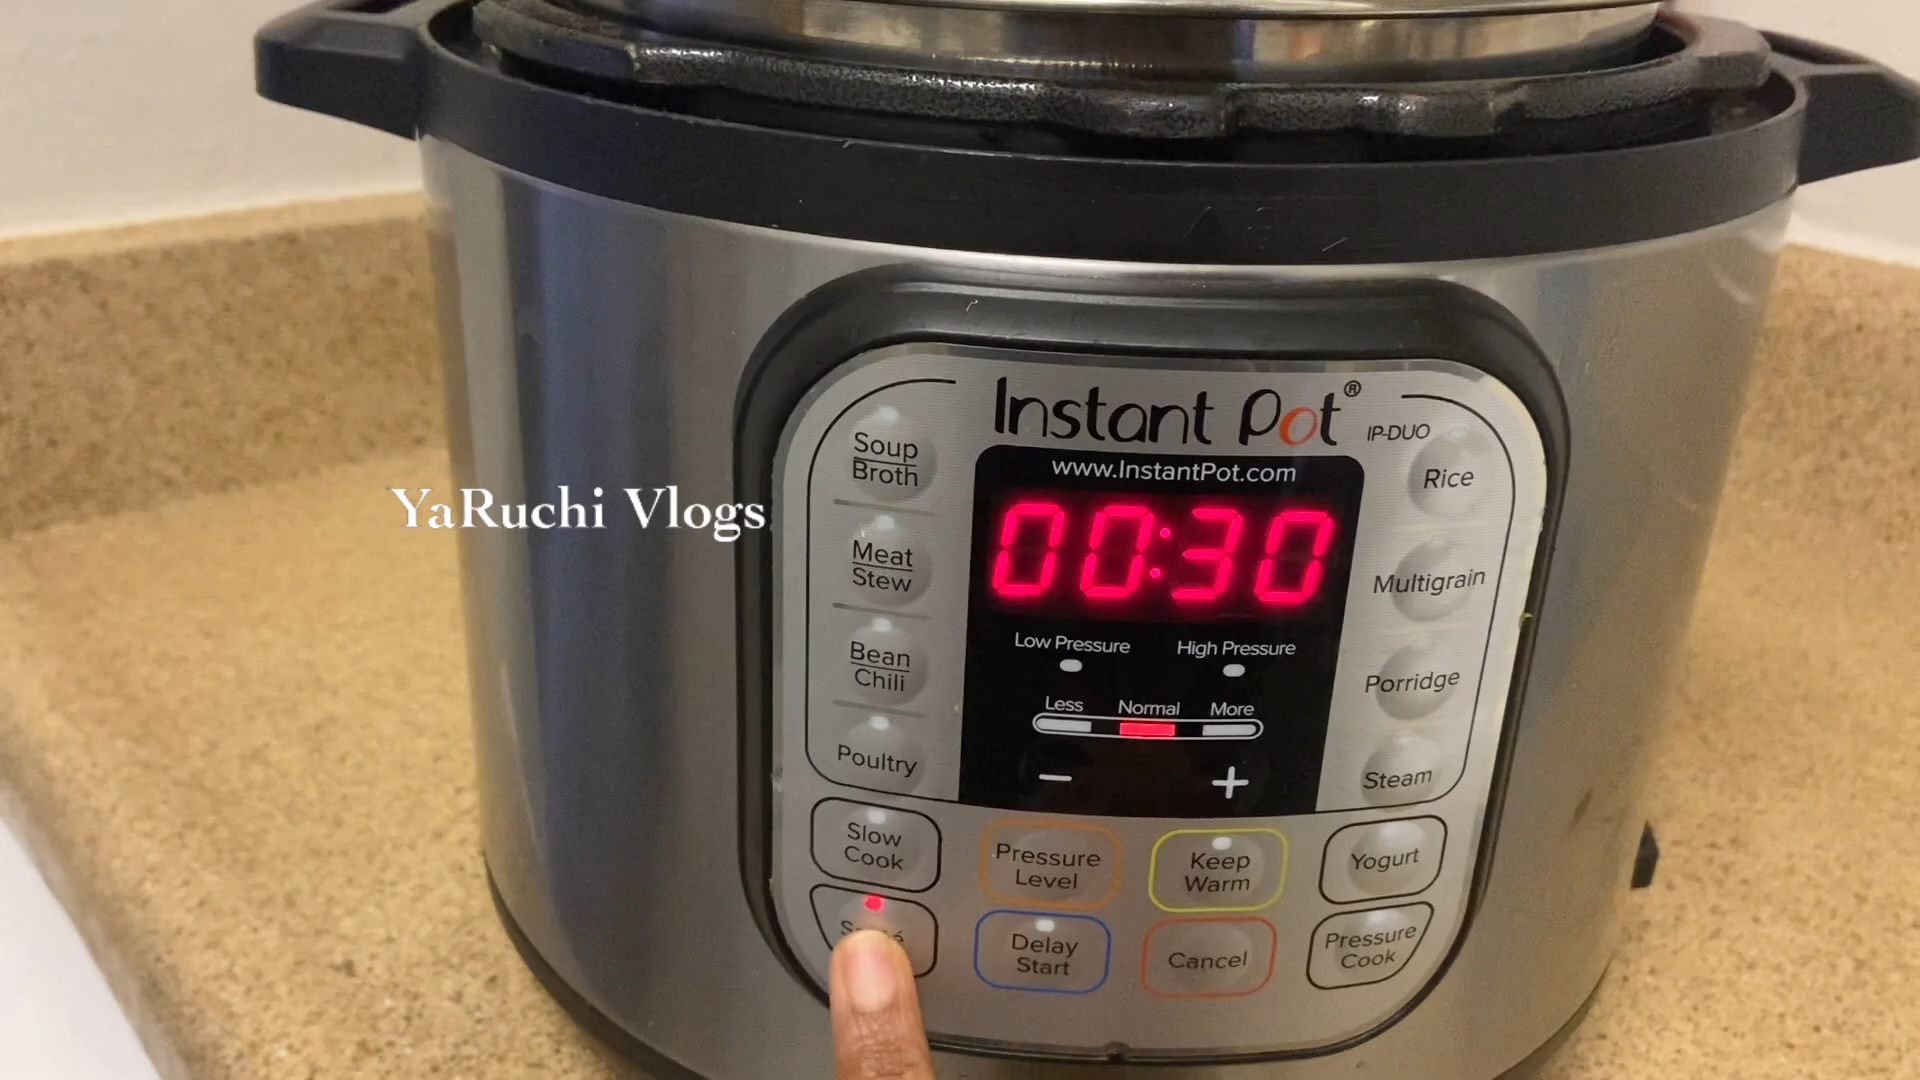 Instant Pot®
IP-DUO
www.InstantPot.com
00:30
Low Pressure
High Pressure
Less
Normal
More
−
+
Soup
Broth
Meat
Stew
Bean
Chili
Poultry
Rice
Multigrain
Porridge
Steam
Slow
Cook
Pressure
Level
Keep
Warm
Yogurt
Delay
Start
Cancel
Pressure
Cook
YaRuchi Vlogs